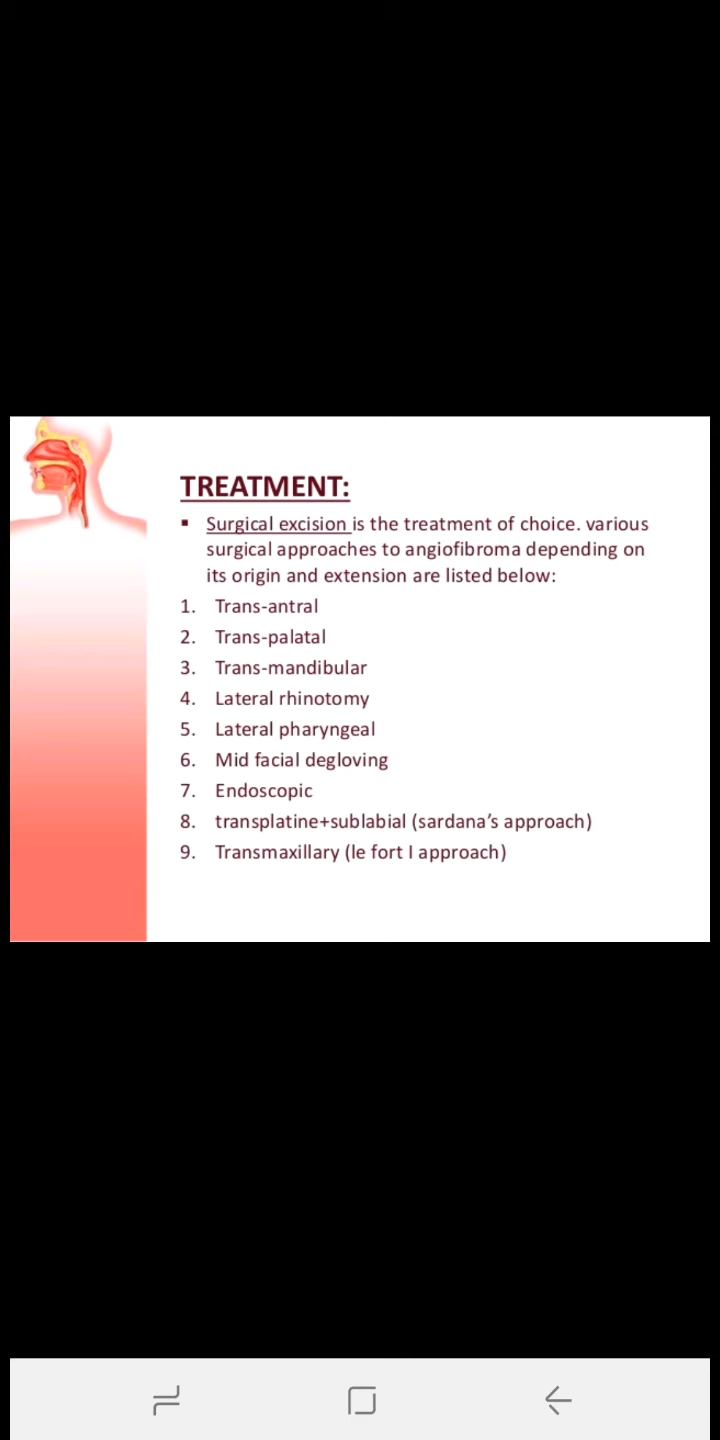 TREATMENT:
▪ Surgical excision is the treatment of choice. various
surgical approaches to angiofibroma depending on
its origin and extension are listed below:
1. Trans-antral
2. Trans-palatal
3. Trans-mandibular
4. Lateral rhinotomy
5. Lateral pharyngeal
6. Mid facial degloving
7. Endoscopic
8. transplatine+sublabial (sardana’s approach)
9. Transmaxillary (le fort I approach)